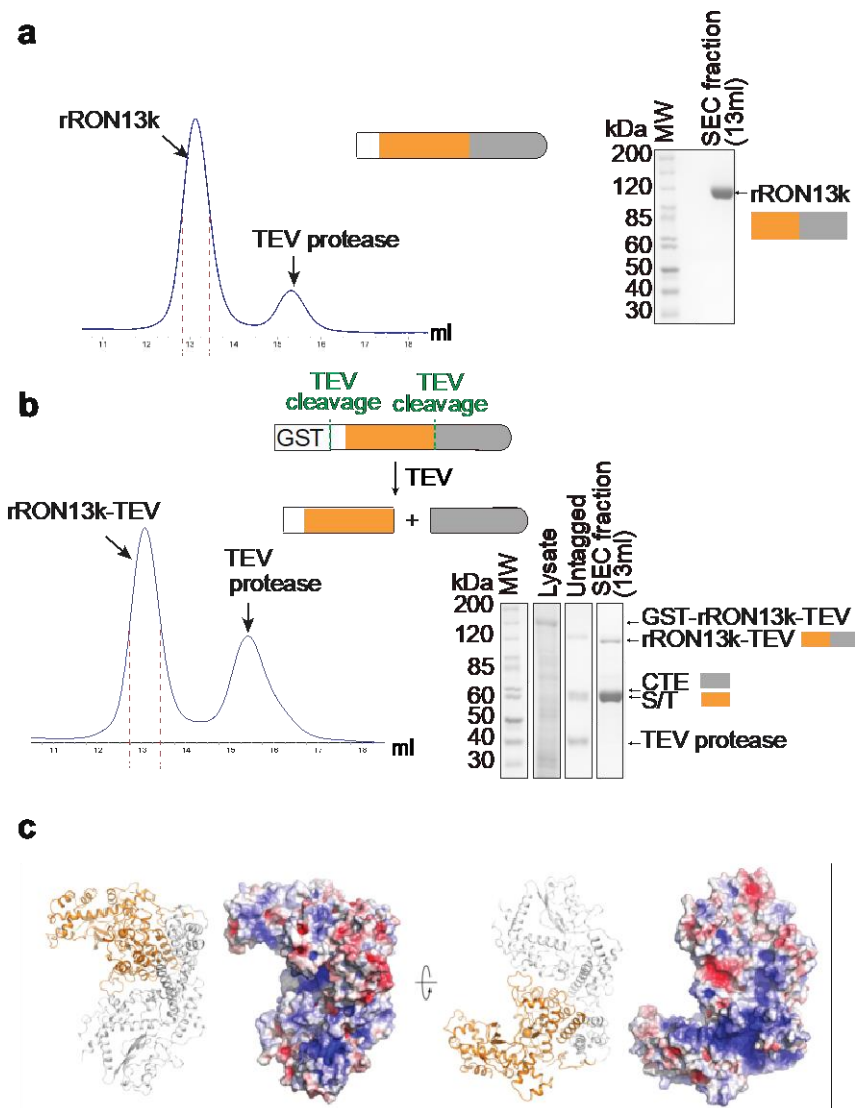 a
rRON13k
TEV protease
ml
11 12 13 14 15 16 17 18
kDa
MW
SEC fraction
(13ml)
200
120
85
60
50
40
30
rRON13k
b
TEV
cleavage
TEV
cleavage
GST
TEV
+
rRON13k-TEV
TEV
protease
ml
11 12 13 14 15 16 17 18
kDa
MW
Lysate
Untagged
SEC fraction
(13ml)
200
120
85
60
50
40
30
GST-rRON13k-TEV
rRON13k-TEV
CTE
S/T
TEV protease
c